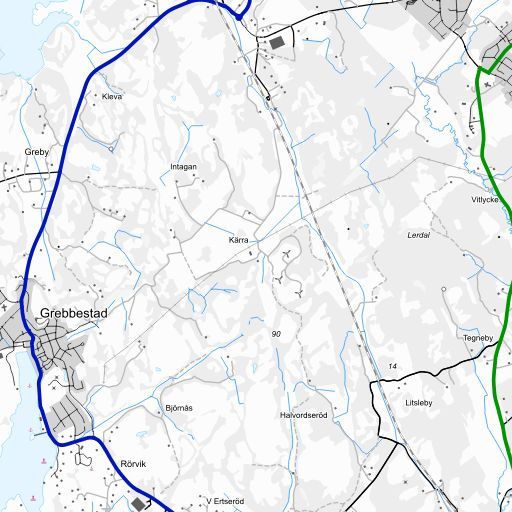 Kleva
Greby
Intagan
Vitlycke
Lerdal
Kärra
Grebbestad
90
Tegneby
14
Litsleby
Björnås
Halvordseröd
Rörvik
V Ertseröd